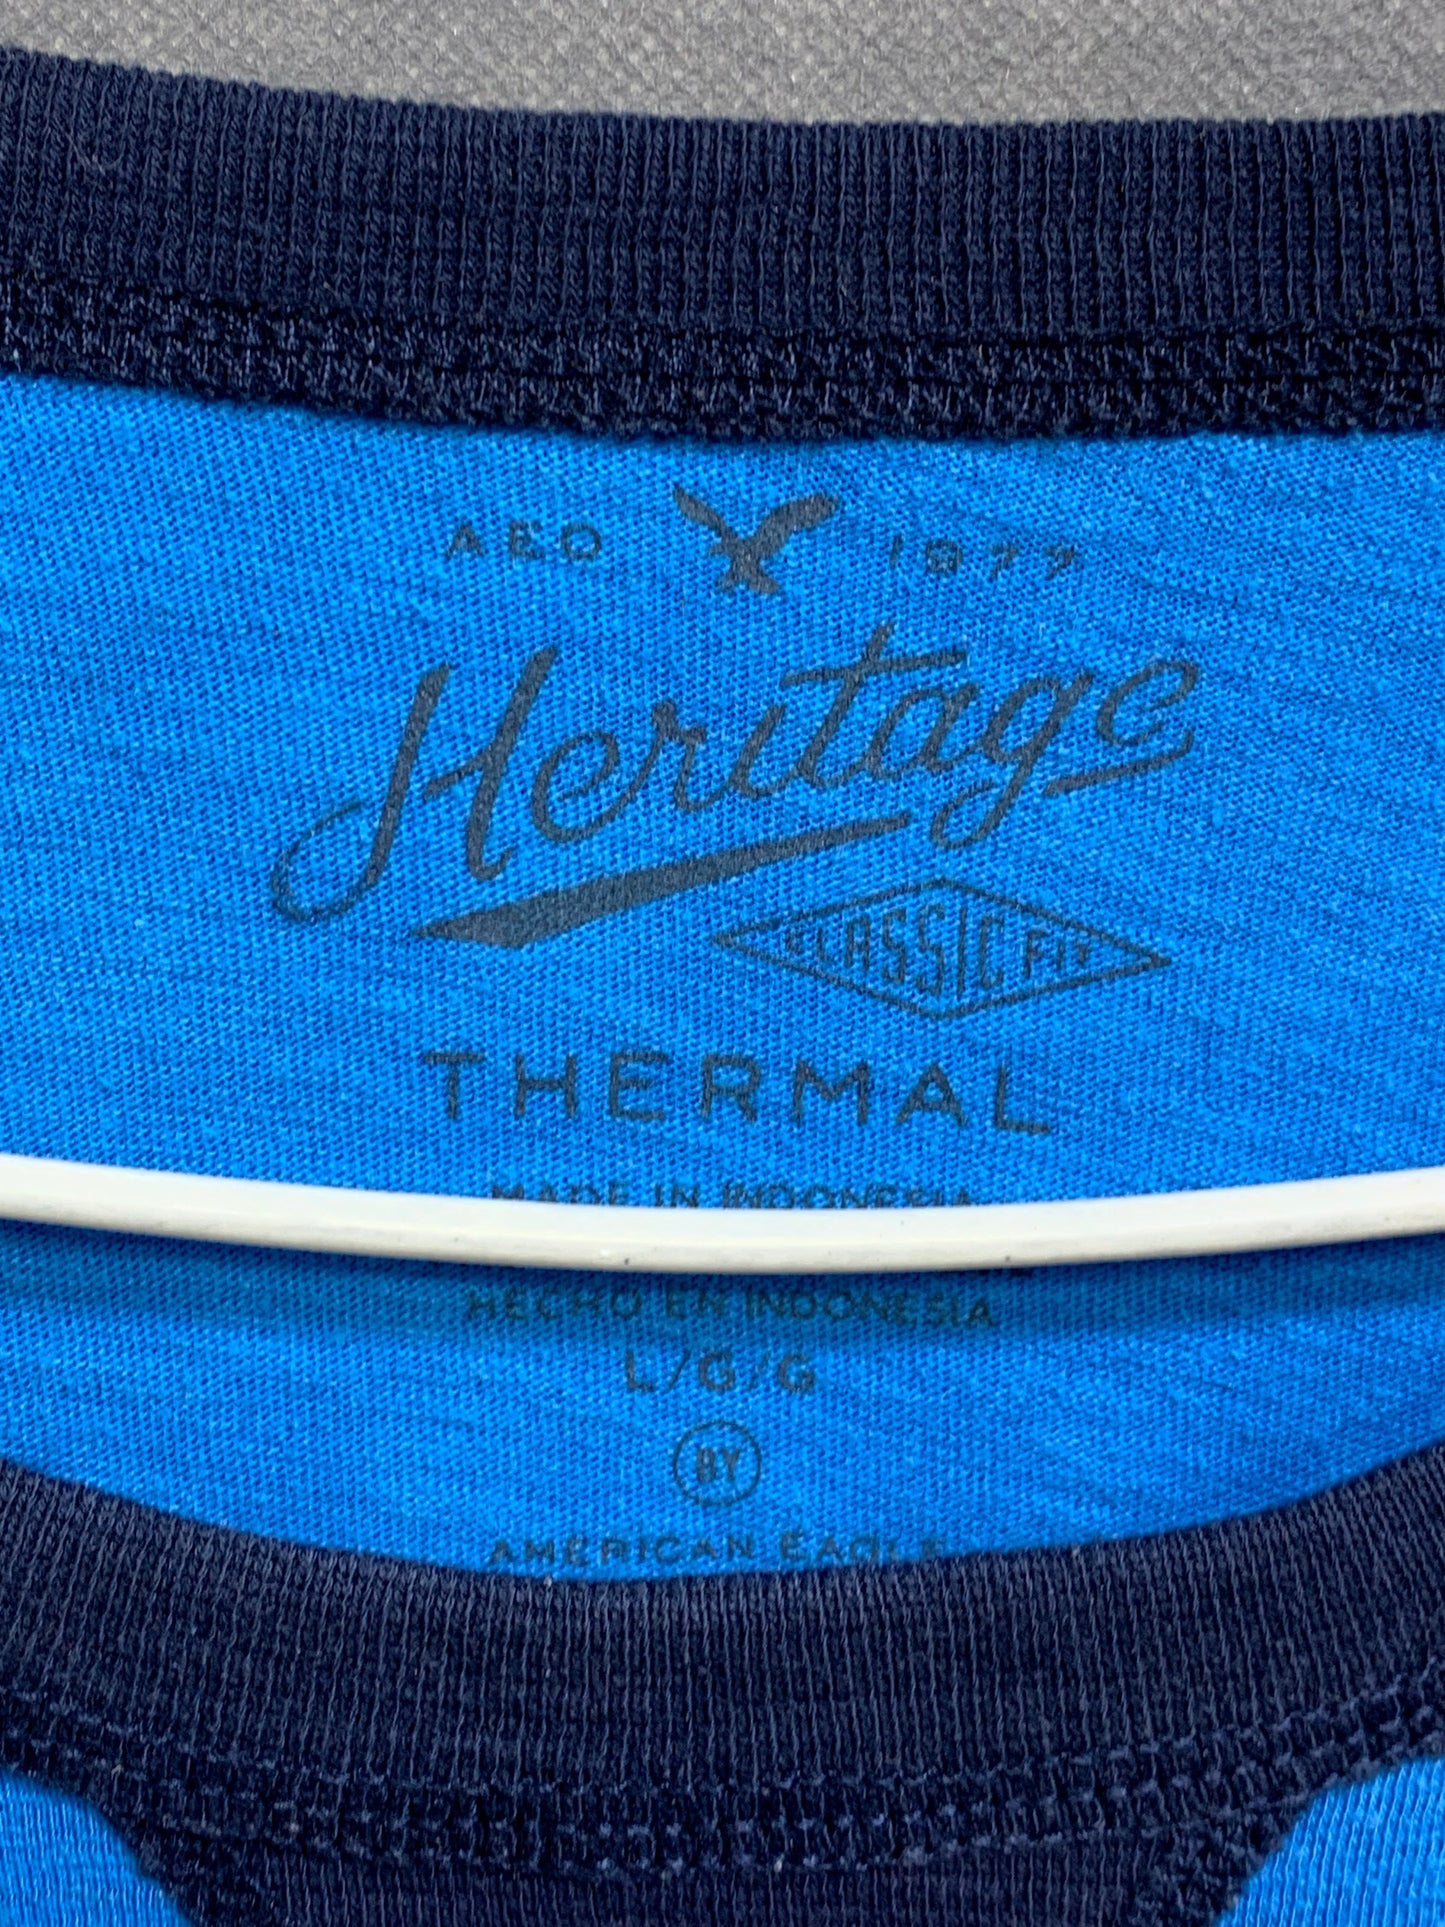 AEO 1977
Heritage
CLASSIC FIT
THERMAL
MADE IN INDONESIA
HECHO EN INDONESIA
L/G/G
BY
AMERICAN EAGLE